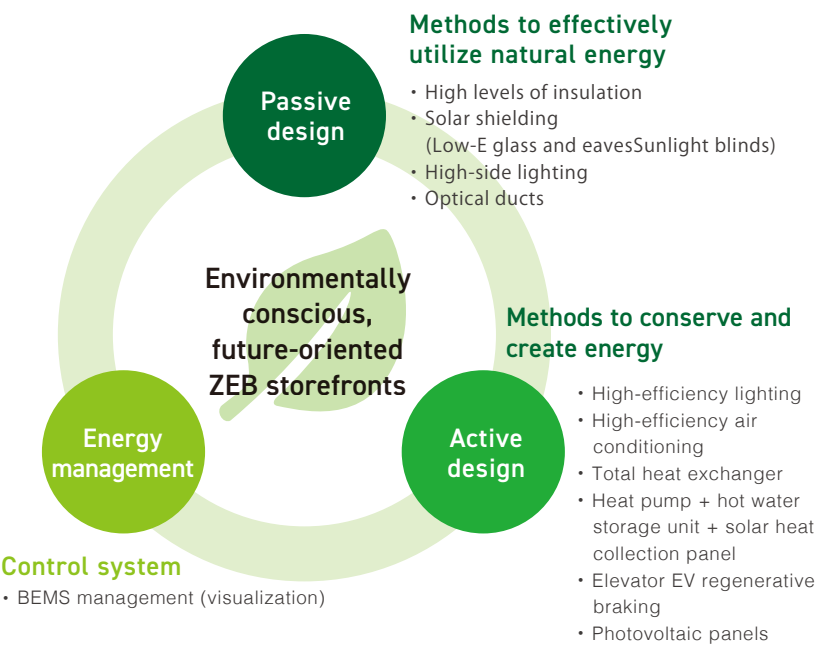 Methods to effectively
utilize natural energy
・High levels of insulation
・Solar shielding
(Low-E glass and eavesSunlight blinds)
・High-side lighting
・Optical ducts
Passive
design
Environmentally
conscious,
future-oriented
ZEB storefronts
Methods to conserve and
create energy
・High-efficiency lighting
・High-efficiency air
conditioning
・Total heat exchanger
・Heat pump + hot water
storage unit + solar heat
collection panel
・Elevator EV regenerative
braking
・Photovoltaic panels
Active
design
Energy
management
Control system
・BEMS management (visualization)